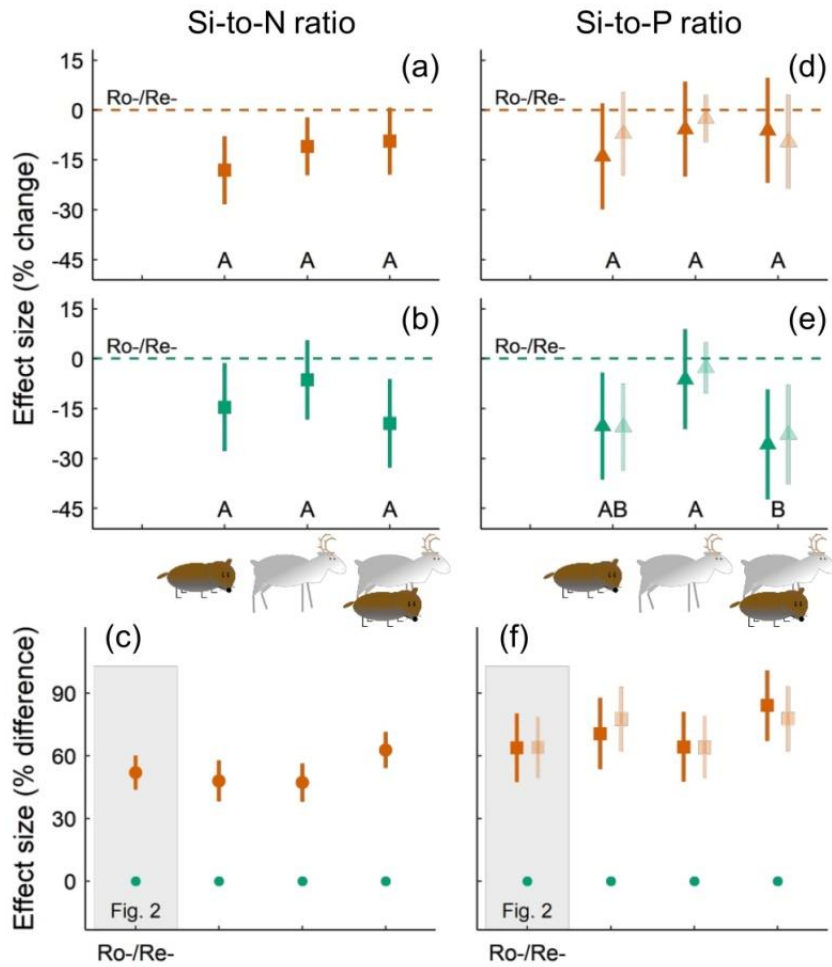 Si-to-N ratio
Si-to-P ratio
Effect size (% change)
(a)
15
0
-15
-30
-45
Ro-/Re-
A A A
(d)
Ro-/Re-
A A A
(b)
15
0
-15
-30
-45
Ro-/Re-
A A A
(e)
Ro-/Re-
AB A B
Effect size (% difference)
(c)
90
60
30
0
Fig. 2
Ro-/Re-
(f)
Fig. 2
Ro-/Re-